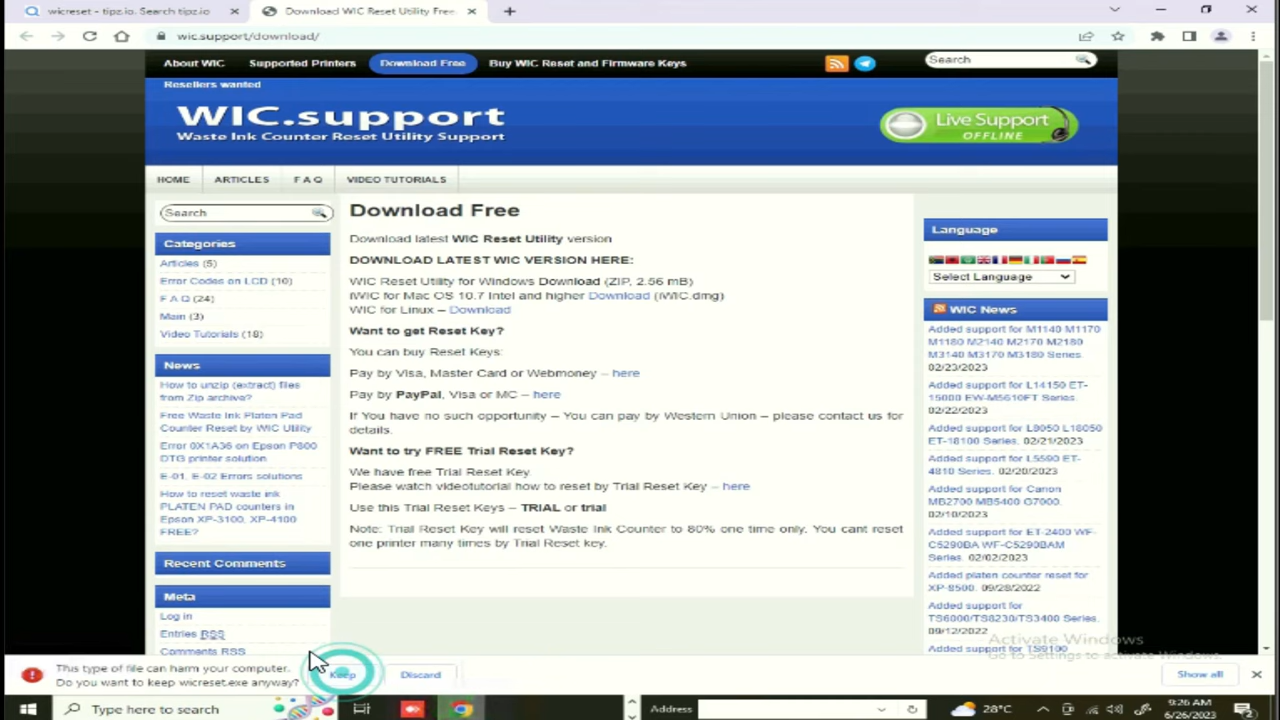 wicreset - tipz.io. Search tipz.io
Download WIC Reset Utility Free.
wic.support/download/
About WIC Supported Printers Download Free Buy WIC Reset and Firmware Keys Search
Resellers wanted
WIC.support
Waste Ink Counter Reset Utility Support
Live Support
OFFLINE
HOME ARTICLES F A Q VIDEO TUTORIALS
Search
Categories
Articles (5)
Error Codes on LCD (10)
F A Q (24)
Main (3)
Video Tutorials (18)
News
How to unzip (extract) files
from Zip archive?
Free Waste Ink Platen Pad
Counter Reset by WIC Utility
Error 0X1A36 on Epson P800
DTG printer solution
E-01, E-02 Errors solutions
How to reset waste ink
PLATEN PAD counters in
Epson XP-3100, XP-4100
FREE?
Recent Comments
Meta
Log in
Entries RSS
Comments RSS
Download Free
Download latest WIC Reset Utility version
DOWNLOAD LATEST WIC VERSION HERE:
WIC Reset Utility for Windows Download (ZIP, 2.56 mB)
iWIC for Mac OS 10.7 Intel and higher Download (iWIC.dmg)
WIC for Linux – Download
Want to get Reset Key?
You can buy Reset Keys:
Pay by Visa, Master Card or Webmoney – here
Pay by PayPal, Visa or MC – here
If You have no such opportunity – You can pay by Western Union – please contact us for
details.
Want to try FREE Trial Reset Key?
We have free Trial Reset Key
Please watch videotutorial how to reset by Trial Reset Key – here
Use this Trial Reset Keys – TRIAL or trial
Note: Trial Reset Key will reset Waste Ink Counter to 80% one time only. You cant reset
one printer many times by Trial Reset key.
Language
Select Language
WIC News
Added support for M1140 M1170
M1180 M2140 M2170 M2180
M3140 M3170 M3180 Series.
02/23/2023
Added support for L14150 ET-
15000 EW-M5610FT Series.
02/22/2023
Added support for L8050 L18050
ET-18100 Series. 02/21/2023
Added support for L5590 ET-
4810 Series. 02/20/2023
Added support for Canon
MB2700 MB5400 G7000.
02/10/2023
Added support for ET-2400 WF-
C5290BA WF-C5290BAM
Series. 02/02/2023
Added platen counter reset for
XP-8500. 09/28/2022
Added support for
TS6000/TS8230/TS3400 Series.
09/12/2022
Added support for TS9100
Activate Windows
Go to Settings to activate Windows.
This type of file can harm your computer.
Do you want to keep wicreset.exe anyway?
Keep Discard Show all
Type here to search
Address
28°C
9:26 AM
6/26/2023
2